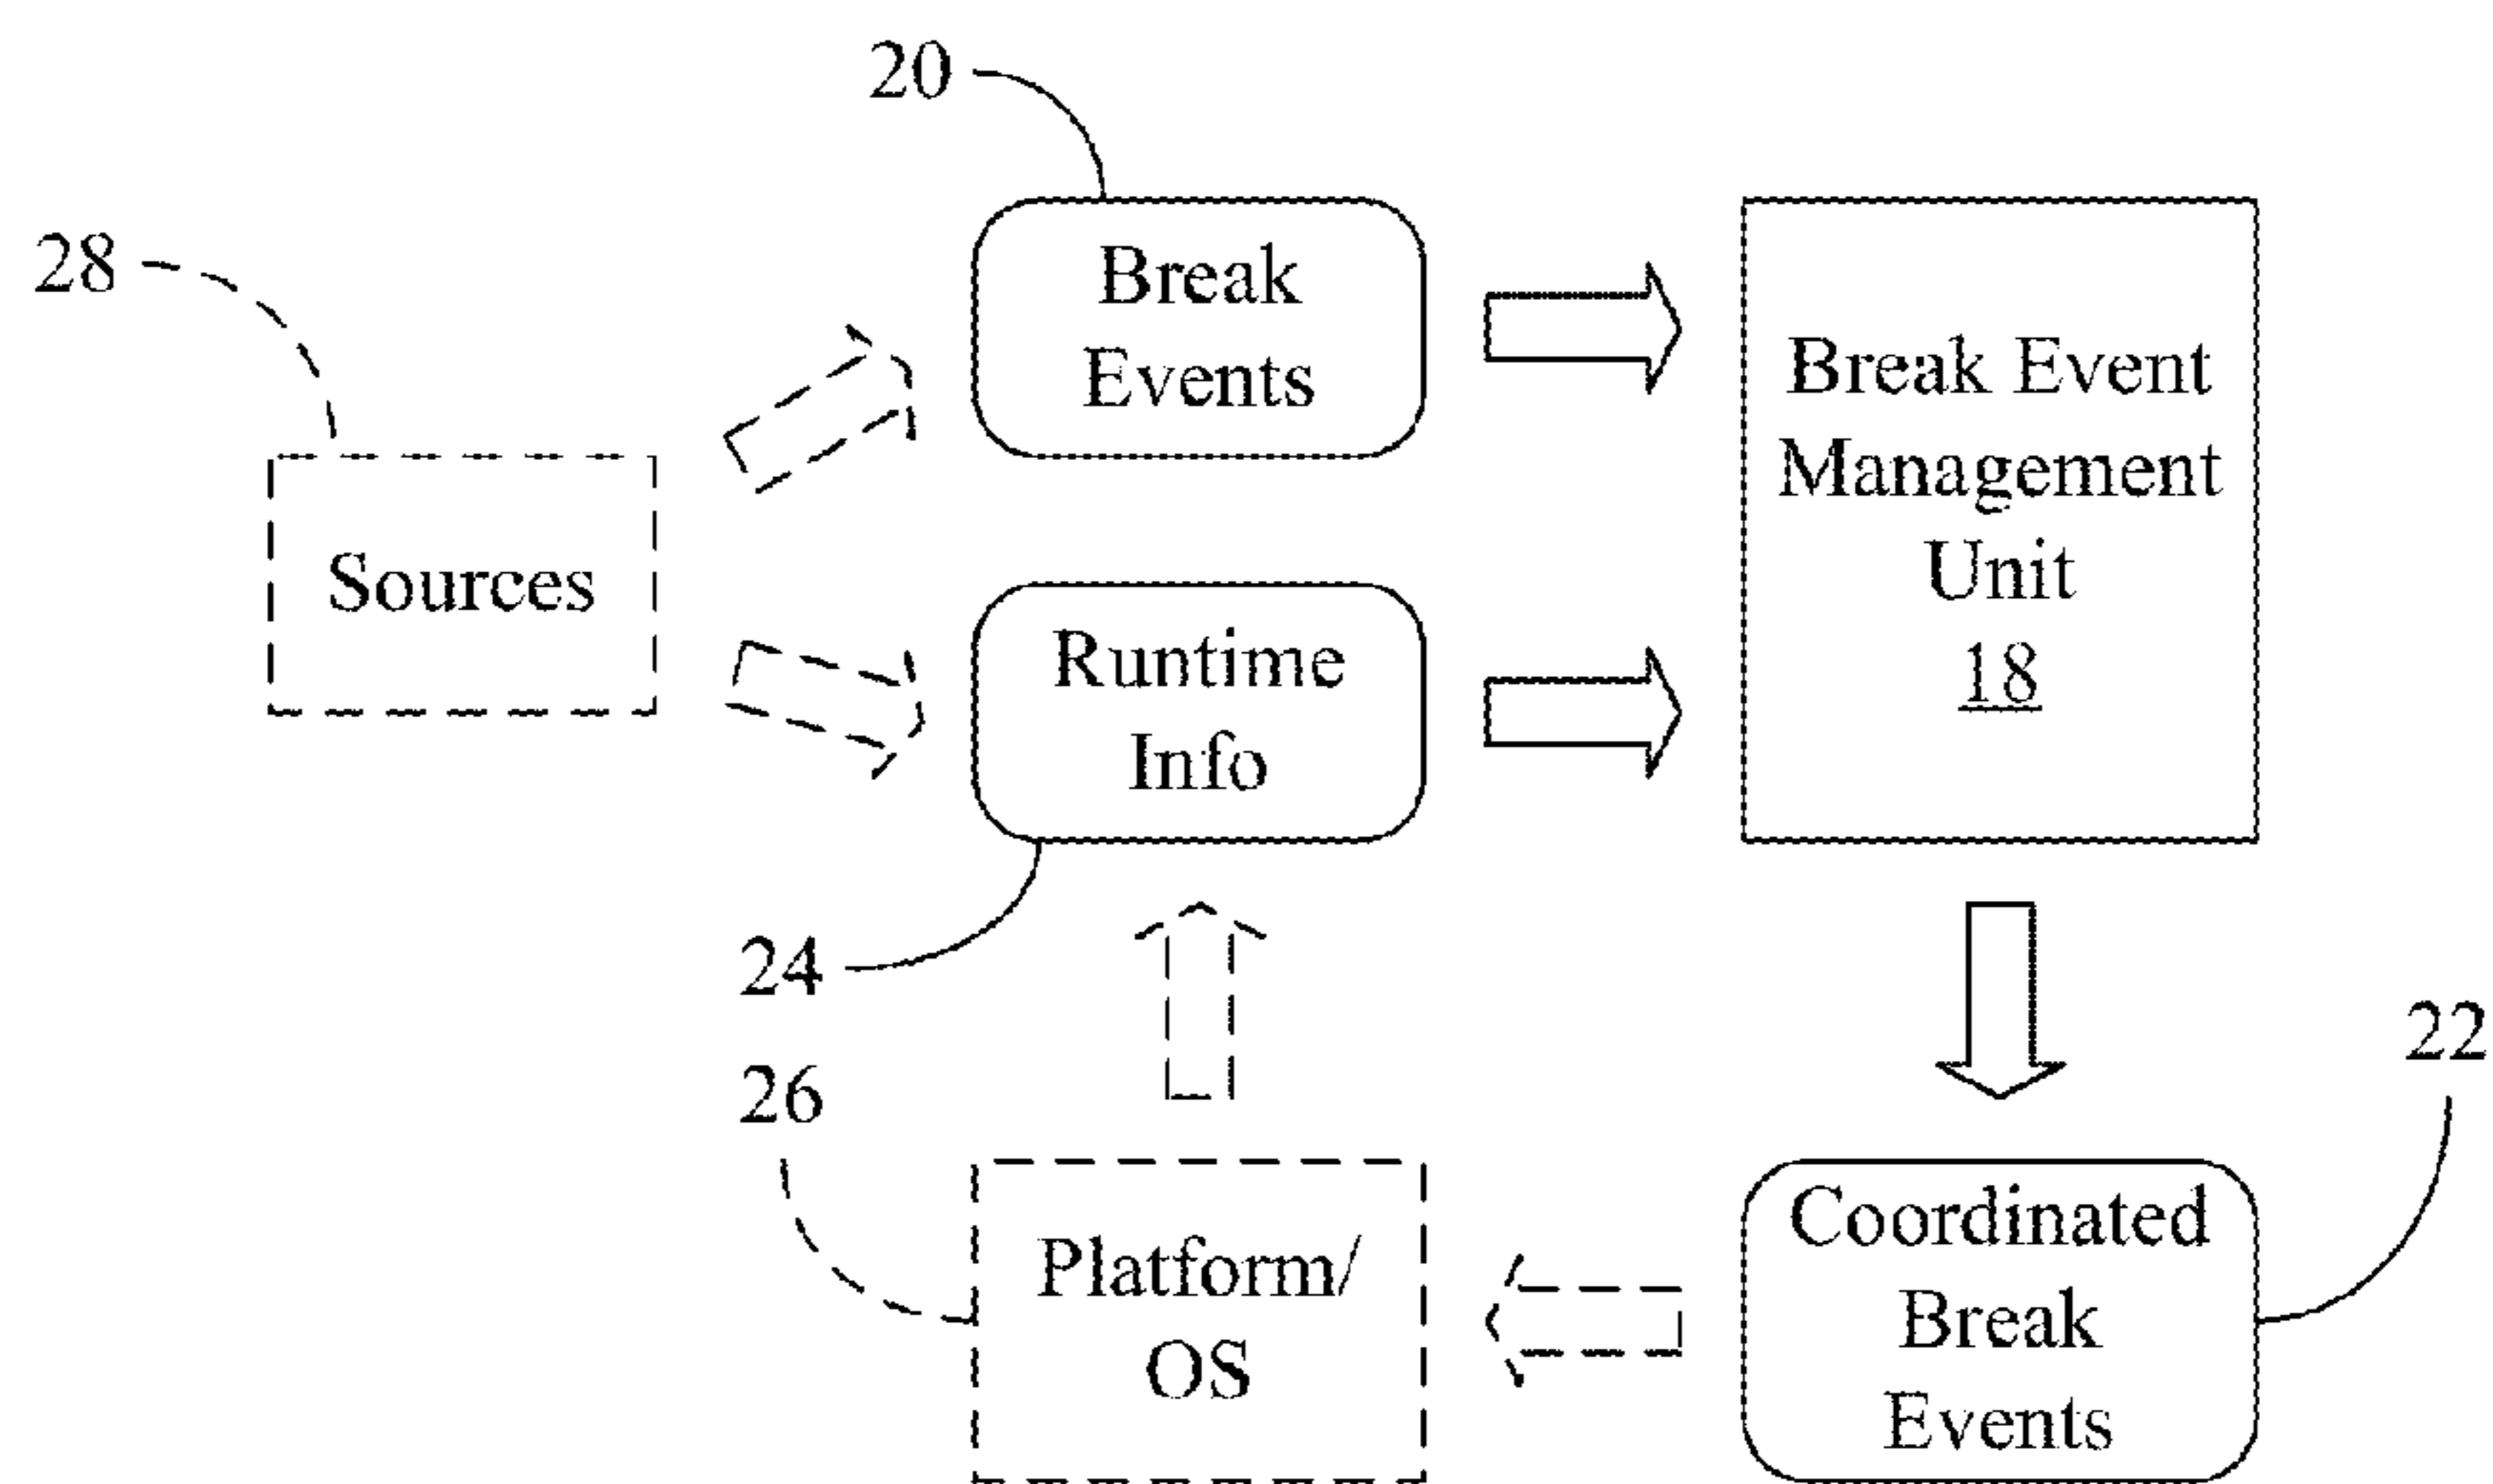 20
28
Break
Events
Break Event
Management
Unit
18
Sources
Runtime
Info
24
26
22
Platform/
OS
Coordinated
Break
Events